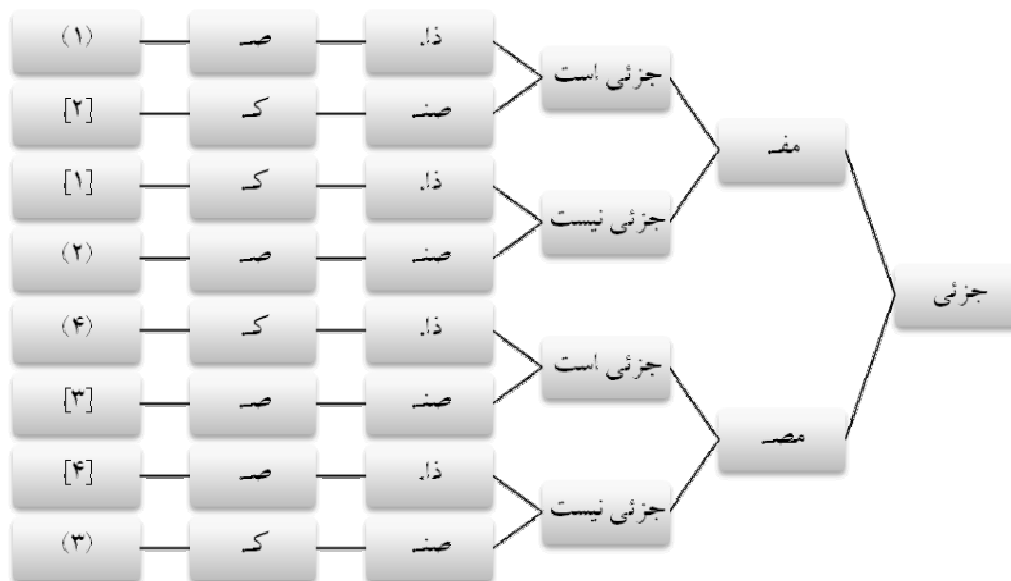 جزئی
مفـ
جزئی است
ذا.
صـ
(۱)
صنـ
کـ
[۲]
جزئی نیست
ذا.
کـ
[۱]
صنـ
صـ
(۲)
مصـ
جزئی است
ذا.
کـ
(۴)
صنـ
صـ
[۳]
جزئی نیست
ذا.
صـ
[۴]
صنـ
کـ
(۳)